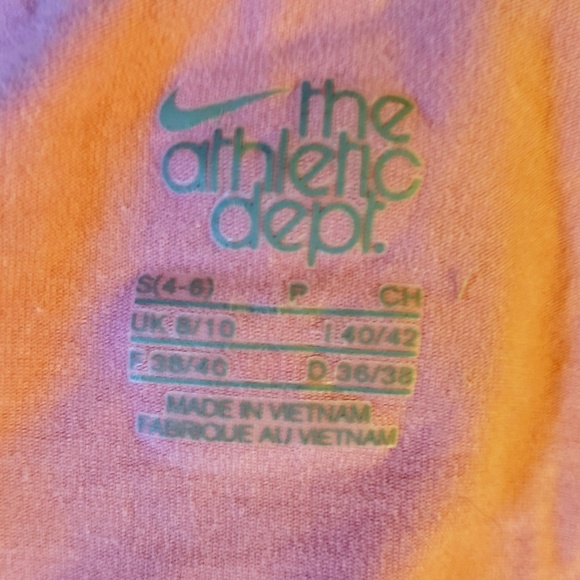 the
athletic
dept.
S(4-6) P CH
UK 8/10 I 40/42
F 38/40 D 36/38
MADE IN VIETNAM
FABRIQUE AU VIETNAM